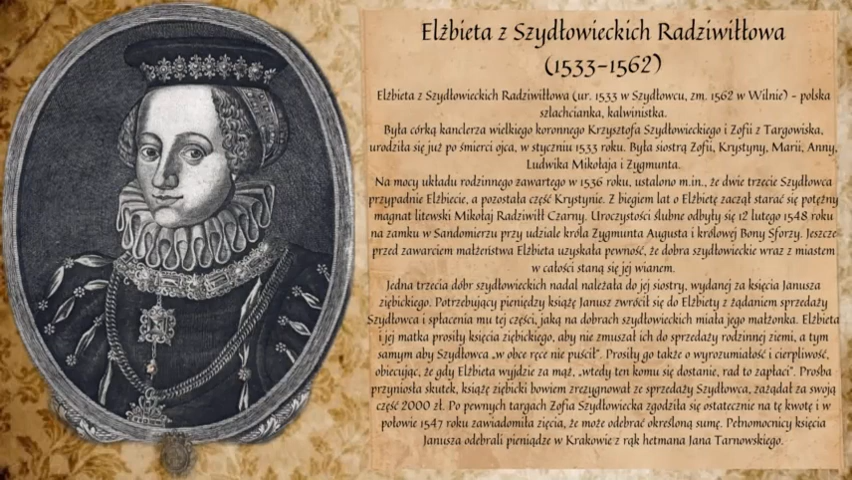 Elżbieta z Szydłowieckich Radziwiłłowa
(1533-1562)
Elżbieta z Szydłowieckich Radziwiłłowa (ur. 1533 w Szydłowcu, zm. 1562 w Wilnie) – polska
szlachcianka, kalwinistka.
Była córką kanclerza wielkiego koronnego Krzysztofa Szydłowieckiego i Zofii z Targowiska,
urodziła się już po śmierci ojca, w styczniu 1533 roku. Była siostrą Zofii, Krystyny, Marii, Anny,
Ludwika Mikołaja i Zygmunta.
Na mocy układu rodzinnego zawartego w 1536 roku, ustalono m.in., że dwie trzecie Szydłowca
przypadnie Elżbiecie, a pozostała część Krystynie. Z biegiem lat o Elżbietę zaczął starać się potężny
magnat litewski Mikołaj Radziwiłł Czarny. Uroczystości ślubne odbyły się 12 lutego 1548 roku
na zamku w Sandomierzu przy udziale króla Zygmunta Augusta i królowej Bony Sforzy. Jeszcze
przed zawarciem małżeństwa Elżbieta uzyskała pewność, że dobra szydłowieckie wraz z miastem
w całości staną się jej wianem.
Jedna trzecia dóbr szydłowieckich nadal należała do jej siostry, wydanej za księcia Janusza
ziębickiego. Potrzebujący pieniędzy książę Janusz zwrócił się do Elżbiety z żądaniem sprzedaży
Szydłowca i spłacenia mu tej części, jaką na dobrach szydłowieckich miała jego małżonka. Elżbieta
i jej matka prosiły księcia ziębickiego, aby nie zmuszał ich do sprzedaży rodzinnej ziemi, a tym
samym aby Szydłowca „w obce ręce nie puścił”. Prosiły go także o wyrozumiałość i cierpliwość,
obiecując, że gdy Elżbieta wyjdzie za mąż, „wtedy ten komu się dostanie, rad to zapłaci”. Prośba
przyniosła skutek, książę ziębicki bowiem zrezygnował ze sprzedaży Szydłowca, zażądał za swoją
część 2000 zł. Po pewnych targach Zofia Szydłowiecka zgodziła się ostatecznie na tę kwotę i w
połowie 1547 roku zawiadomiła zięcia, że może odebrać określoną sumę. Pełnomocnicy księcia
Janusza odebrali pieniądze w Krakowie z rąk hetmana Jana Tarnowskiego.